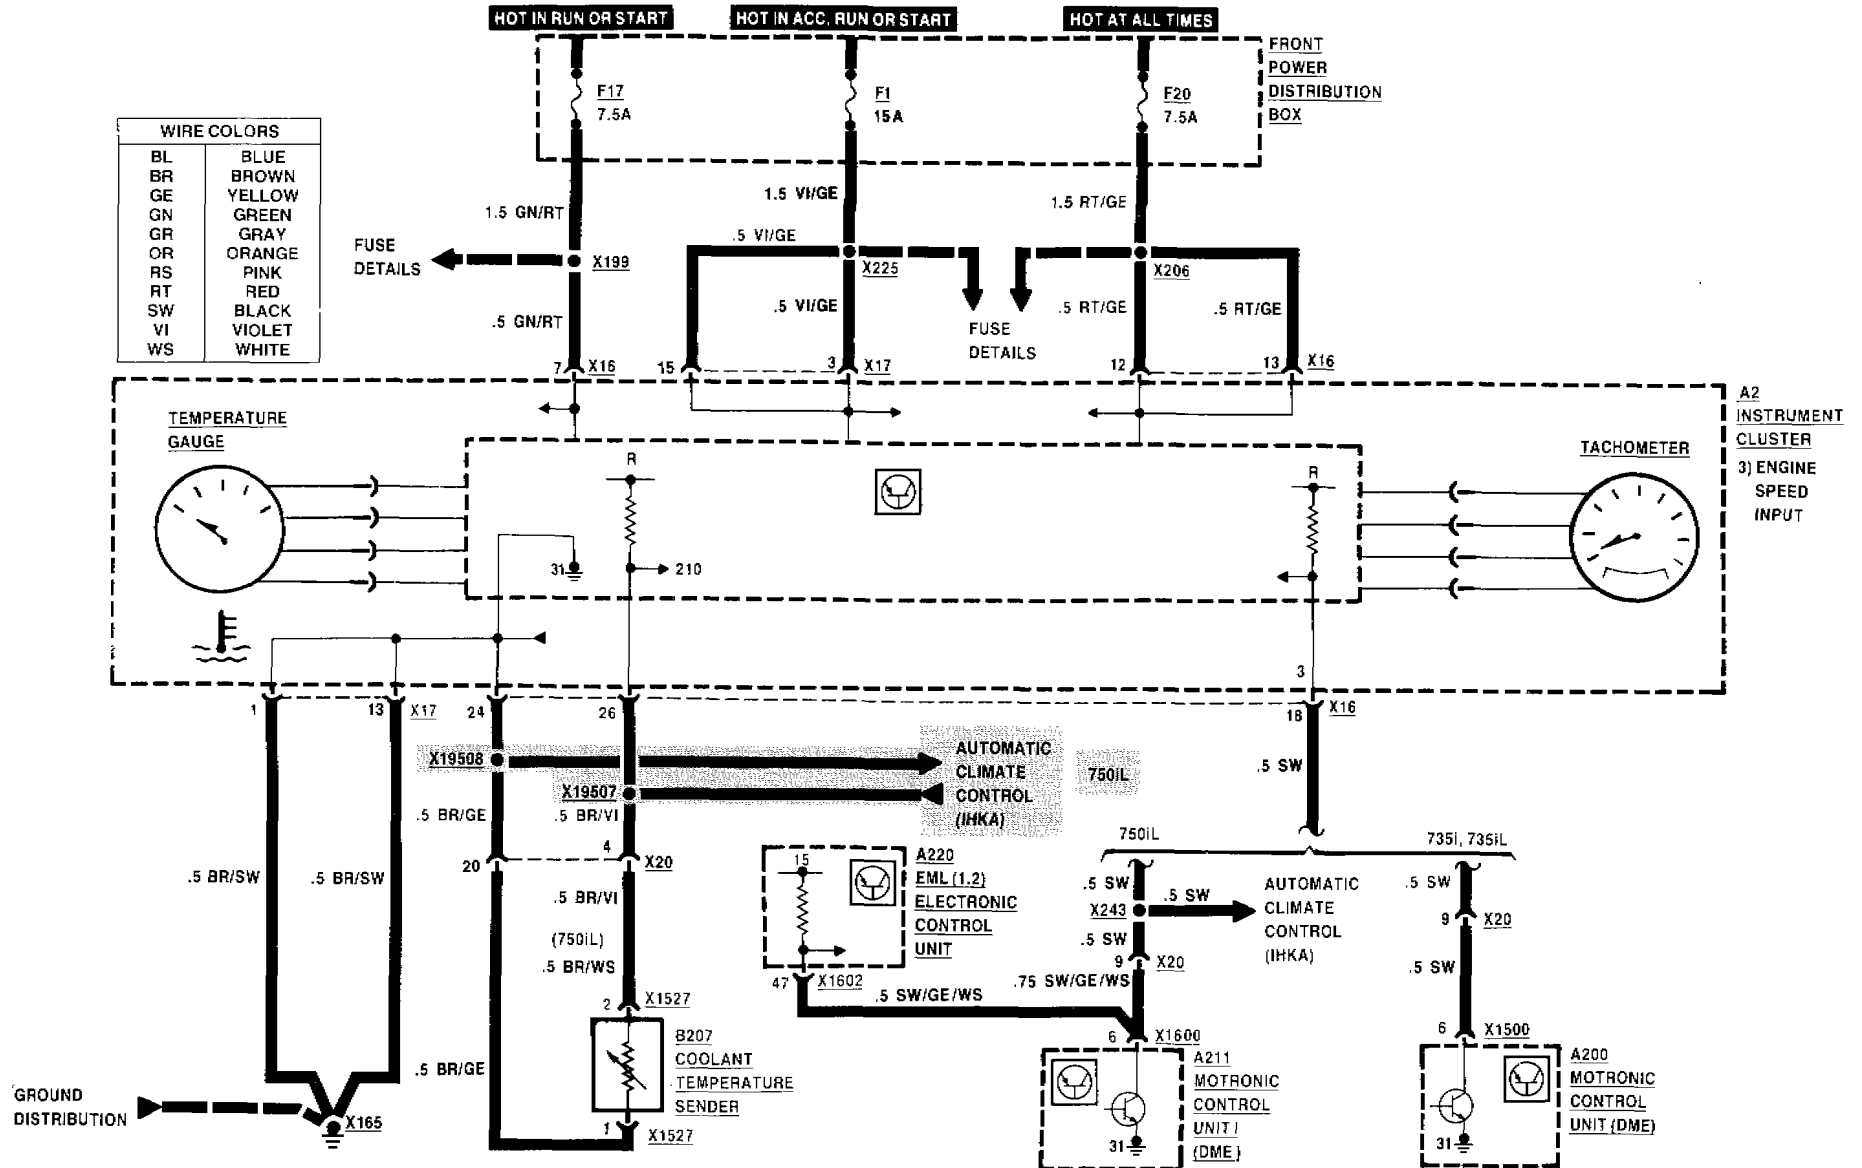 HOT IN RUN OR START
HOT IN ACC, RUN OR START
HOT AT ALL TIMES
FRONT
POWER
DISTRIBUTION
BOX
F17
7.5A
F1
15A
F20
7.5A
WIRE COLORS
BL BLUE
BR BROWN
GE YELLOW
GN GREEN
GR GRAY
OR ORANGE
RS PINK
RT RED
SW BLACK
VI VIOLET
WS WHITE
1.5 GN/RT
1.5 VI/GE
1.5 RT/GE
FUSE
DETAILS
X199
.5 VI/GE
X225
X206
.5 GN/RT
.5 VI/GE
.5 RT/GE
.5 RT/GE
FUSE
DETAILS
7 X16
15
3 X17
12
13 X16
A2
INSTRUMENT
CLUSTER
3) ENGINE
SPEED
INPUT
TEMPERATURE
GAUGE
TACHOMETER
R
R
31
210
3
1
13 X17
24
26
18 X16
X19508
X19507
AUTOMATIC
CLIMATE
CONTROL
(IHKA)
750iL
.5 SW
.5 BR/GE
.5 BR/VI
4
20
X20
750iL
735i, 735iL
.5 BR/SW
.5 BR/SW
.5 BR/VI
(750iL)
.5 BR/WS
15
A220
EML (1.2)
ELECTRONIC
CONTROL
UNIT
47 X1602
.5 SW
X243
.5 SW
.5 SW
9 X20
AUTOMATIC
CLIMATE
CONTROL
(IHKA)
.5 SW
9 X20
.5 SW
.5 SW/GE/WS
.75 SW/GE/WS
2 X1527
B207
COOLANT
TEMPERATURE
SENDER
1 X1527
.5 BR/GE
6 X1600
A211
MOTRONIC
CONTROL
UNIT I
(DME)
31
6 X1500
A200
MOTRONIC
CONTROL
UNIT (DME)
31
GROUND
DISTRIBUTION
X165